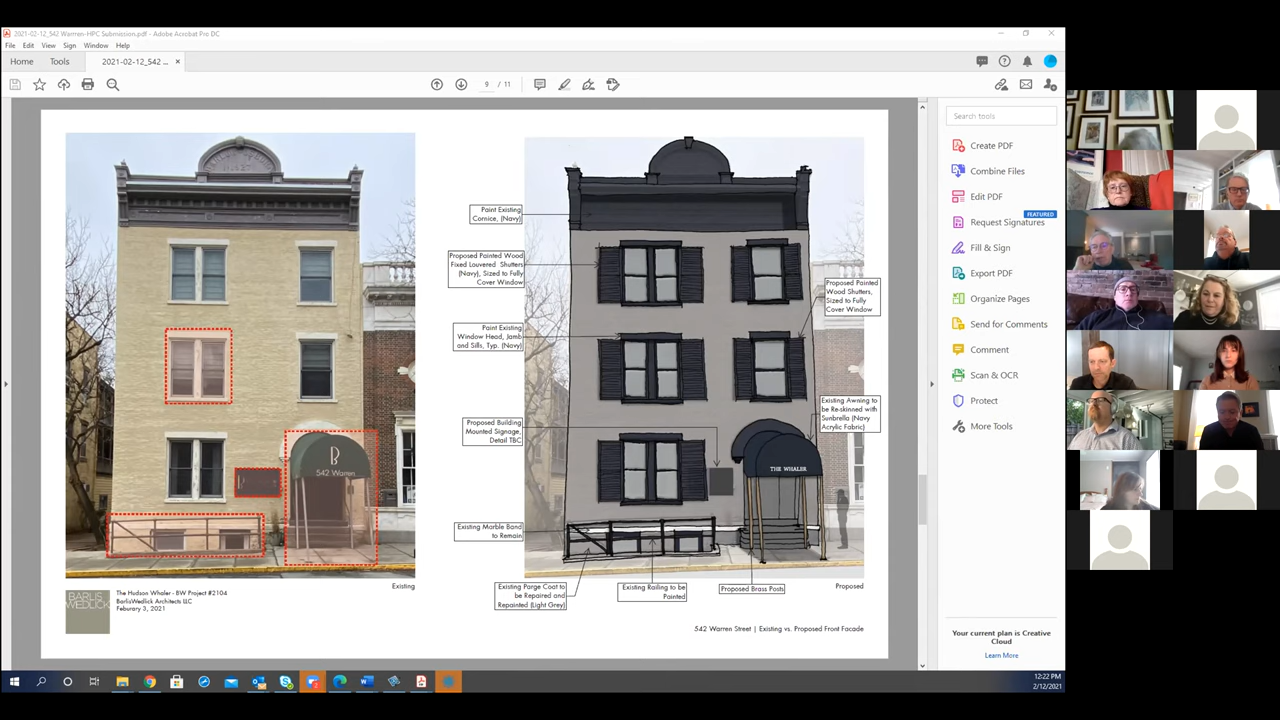 2021-02-12_542 Warren-HPC Submission.pdf - Adobe Acrobat Pro DC
File Edit View Sign Window Help
Home Tools 2021-02-12_542 ... ×
9 / 11
Search tools
Create PDF
Combine Files
Edit PDF
FEATURED
Request Signatures
Fill & Sign
Export PDF
Organize Pages
Send for Comments
Comment
Scan & OCR
Protect
More Tools
Your current plan is Creative
Cloud
Learn More
B
542 Warren
Paint Existing
Cornice, (Navy)
Proposed Painted Wood
Fixed Louvered Shutters
(Navy), Sized to Fully
Cover Window
Proposed Painted
Wood Shutters,
Sized to Fully
Cover Window
Paint Existing
Window Head, Jamb
and Sills, Typ. (Navy)
Existing Awning to
be Re-skinned with
Sunbrella (Navy
Acrylic Fabric)
Proposed Building
Mounted Signage,
Detail TBC
THE WHALER
Existing Marble Band
to Remain
Existing Parge Coat to
be Repaired and
Repainted (Light Grey)
Existing Railing to be
Painted
Proposed Brass Posts
Existing
Proposed
BARLIS
WEDLICK
The Hudson Whaler - BW Project #2104
BarlisWedlick Architects LLC
Feburary 3, 2021
542 Warren Street | Existing vs. Proposed Front Facade
12:22 PM
2/12/2021